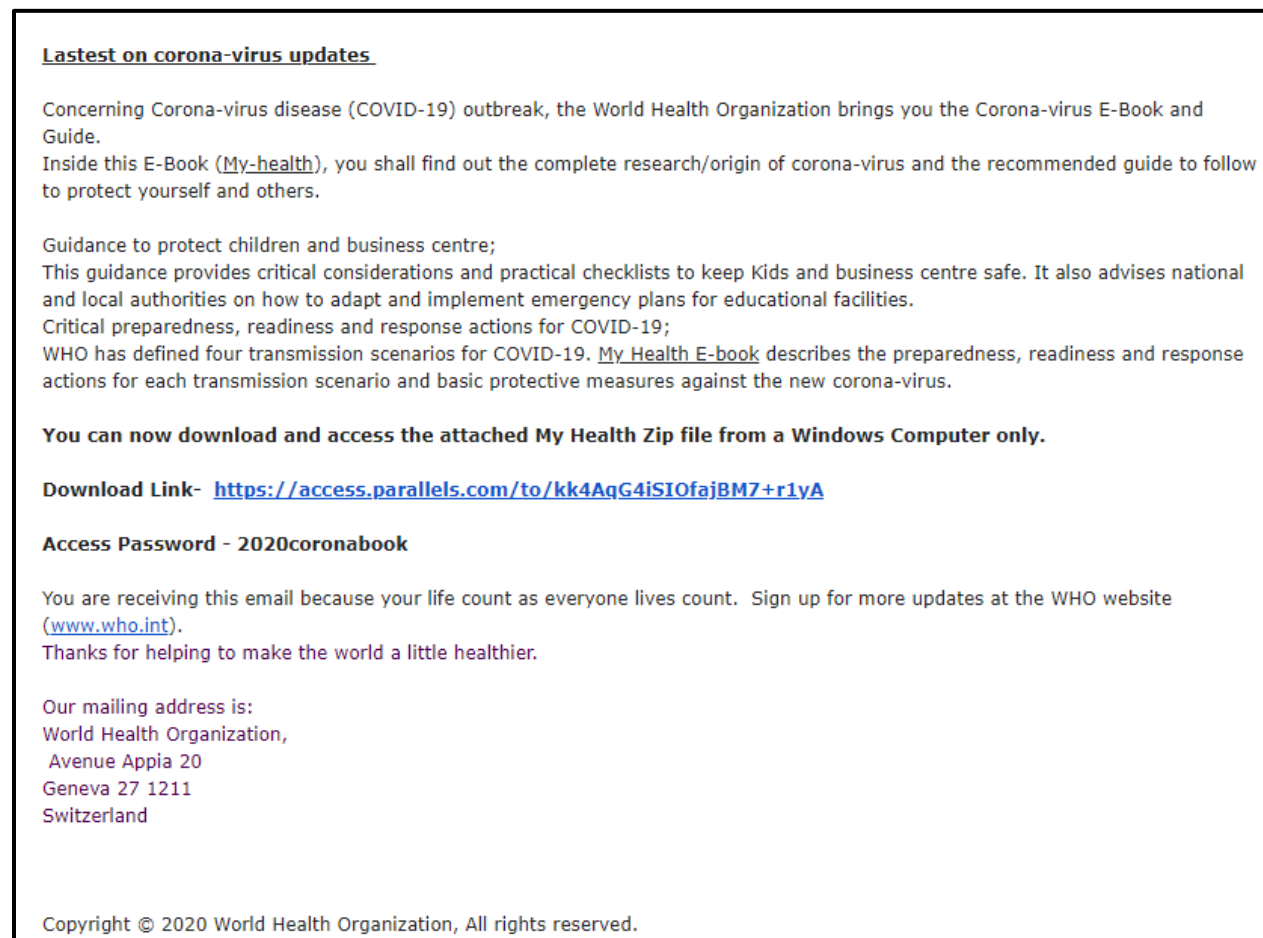 Lastest on corona-virus updates
Concerning Corona-virus disease (COVID-19) outbreak, the World Health Organization brings you the Corona-virus E-Book and
Guide.
Inside this E-Book (My-health), you shall find out the complete research/origin of corona-virus and the recommended guide to follow
to protect yourself and others.
Guidance to protect children and business centre;
This guidance provides critical considerations and practical checklists to keep Kids and business centre safe. It also advises national
and local authorities on how to adapt and implement emergency plans for educational facilities.
Critical preparedness, readiness and response actions for COVID-19;
WHO has defined four transmission scenarios for COVID-19. My Health E-book describes the preparedness, readiness and response
actions for each transmission scenario and basic protective measures against the new corona-virus.
You can now download and access the attached My Health Zip file from a Windows Computer only.
Download Link- https://access.parallels.com/to/kk4AqG4iSIOfajBM7+r1yA
Access Password - 2020coronabook
You are receiving this email because your life count as everyone lives count. Sign up for more updates at the WHO website
(www.who.int).
Thanks for helping to make the world a little healthier.
Our mailing address is:
World Health Organization,
Avenue Appia 20
Geneva 27 1211
Switzerland
Copyright © 2020 World Health Organization, All rights reserved.